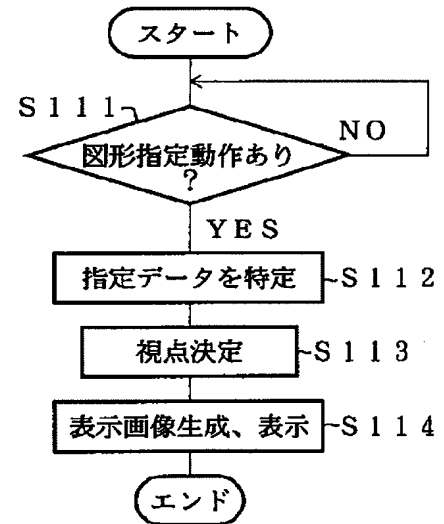 スタート
S111
NO
図形指定動作あり
?
YES
指定データを特定
S112
視点決定
S113
表示画像生成、表示
S114
エンド